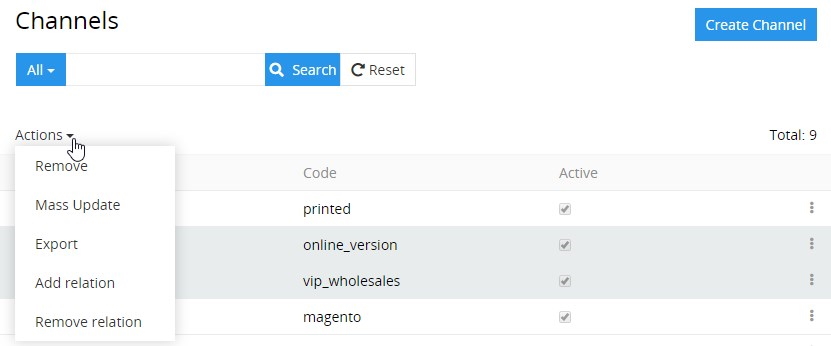 Channels
Create Channel
All
Search
Reset
Actions
Total: 9
Remove
Mass Update
Export
Add relation
Remove relation
Code
Active
printed
online_version
vip_wholesales
magento